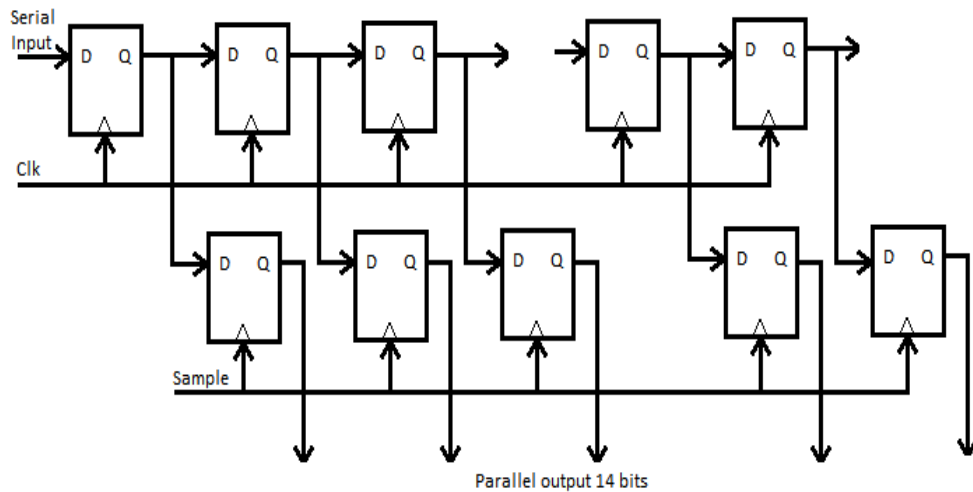 Serial
Input
D Q D Q D Q D Q D Q
Clk
D Q D Q D Q D Q D Q
Sample
Parallel output 14 bits